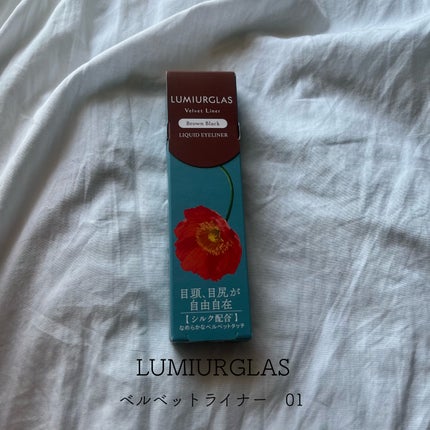 LUMIURGLAS
Velvet Liner
Brown Black
LIQUID EYELINER
目頭、目尻が
自由自在
【シルク配合】
なめらかなベルベットタッチ
LUMIURGLAS
ベルベットライナー 01